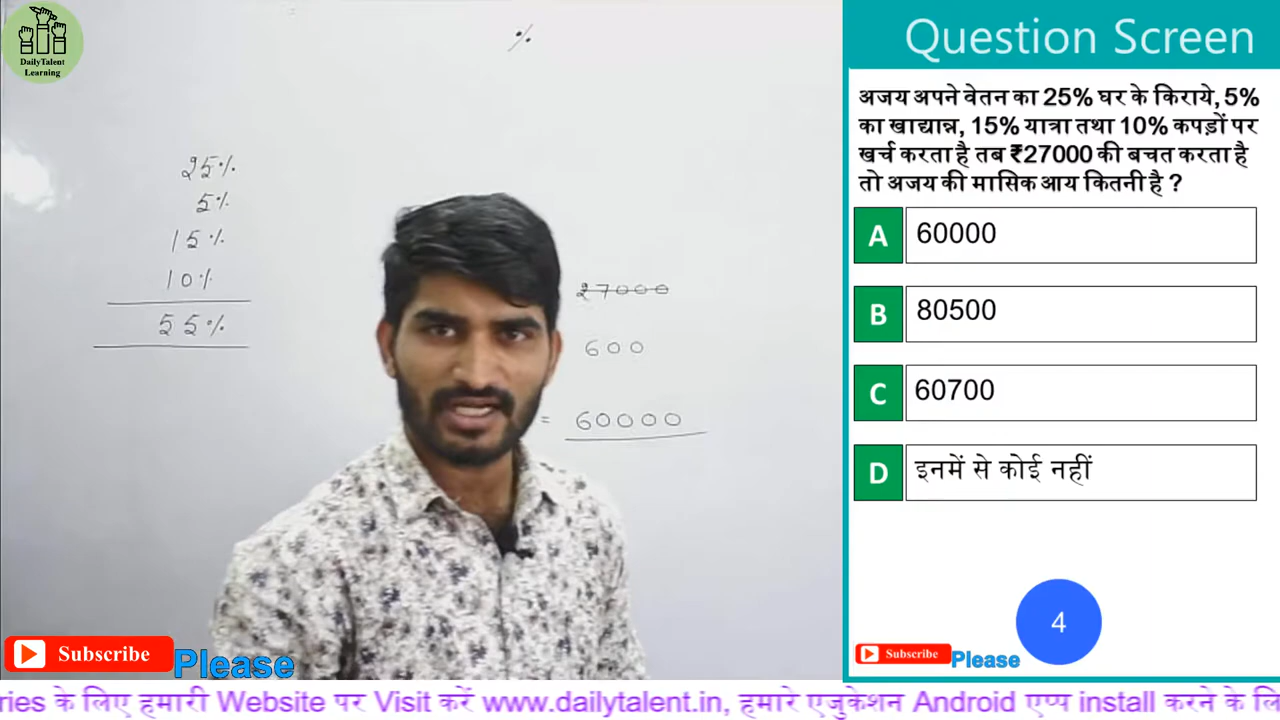 DailyTalent
Learning
%
25%
5%
15%
10%
55%
27000
600
= 60000
Question Screen
अजय अपने वेतन का 25% घर के किराये, 5%
का खाद्यान्न, 15% यात्रा तथा 10% कपड़ों पर
खर्च करता है तब ₹27000 की बचत करता है
तो अजय की मासिक आय कितनी है ?
A 60000
B 80500
C 60700
D इनमें से कोई नहीं
4
Subscribe
Please
Subscribe
Please
ries के लिए हमारी Website पर Visit करें www.dailytalent.in, हमारे एजुकेशन Android एप्प install करने के लि